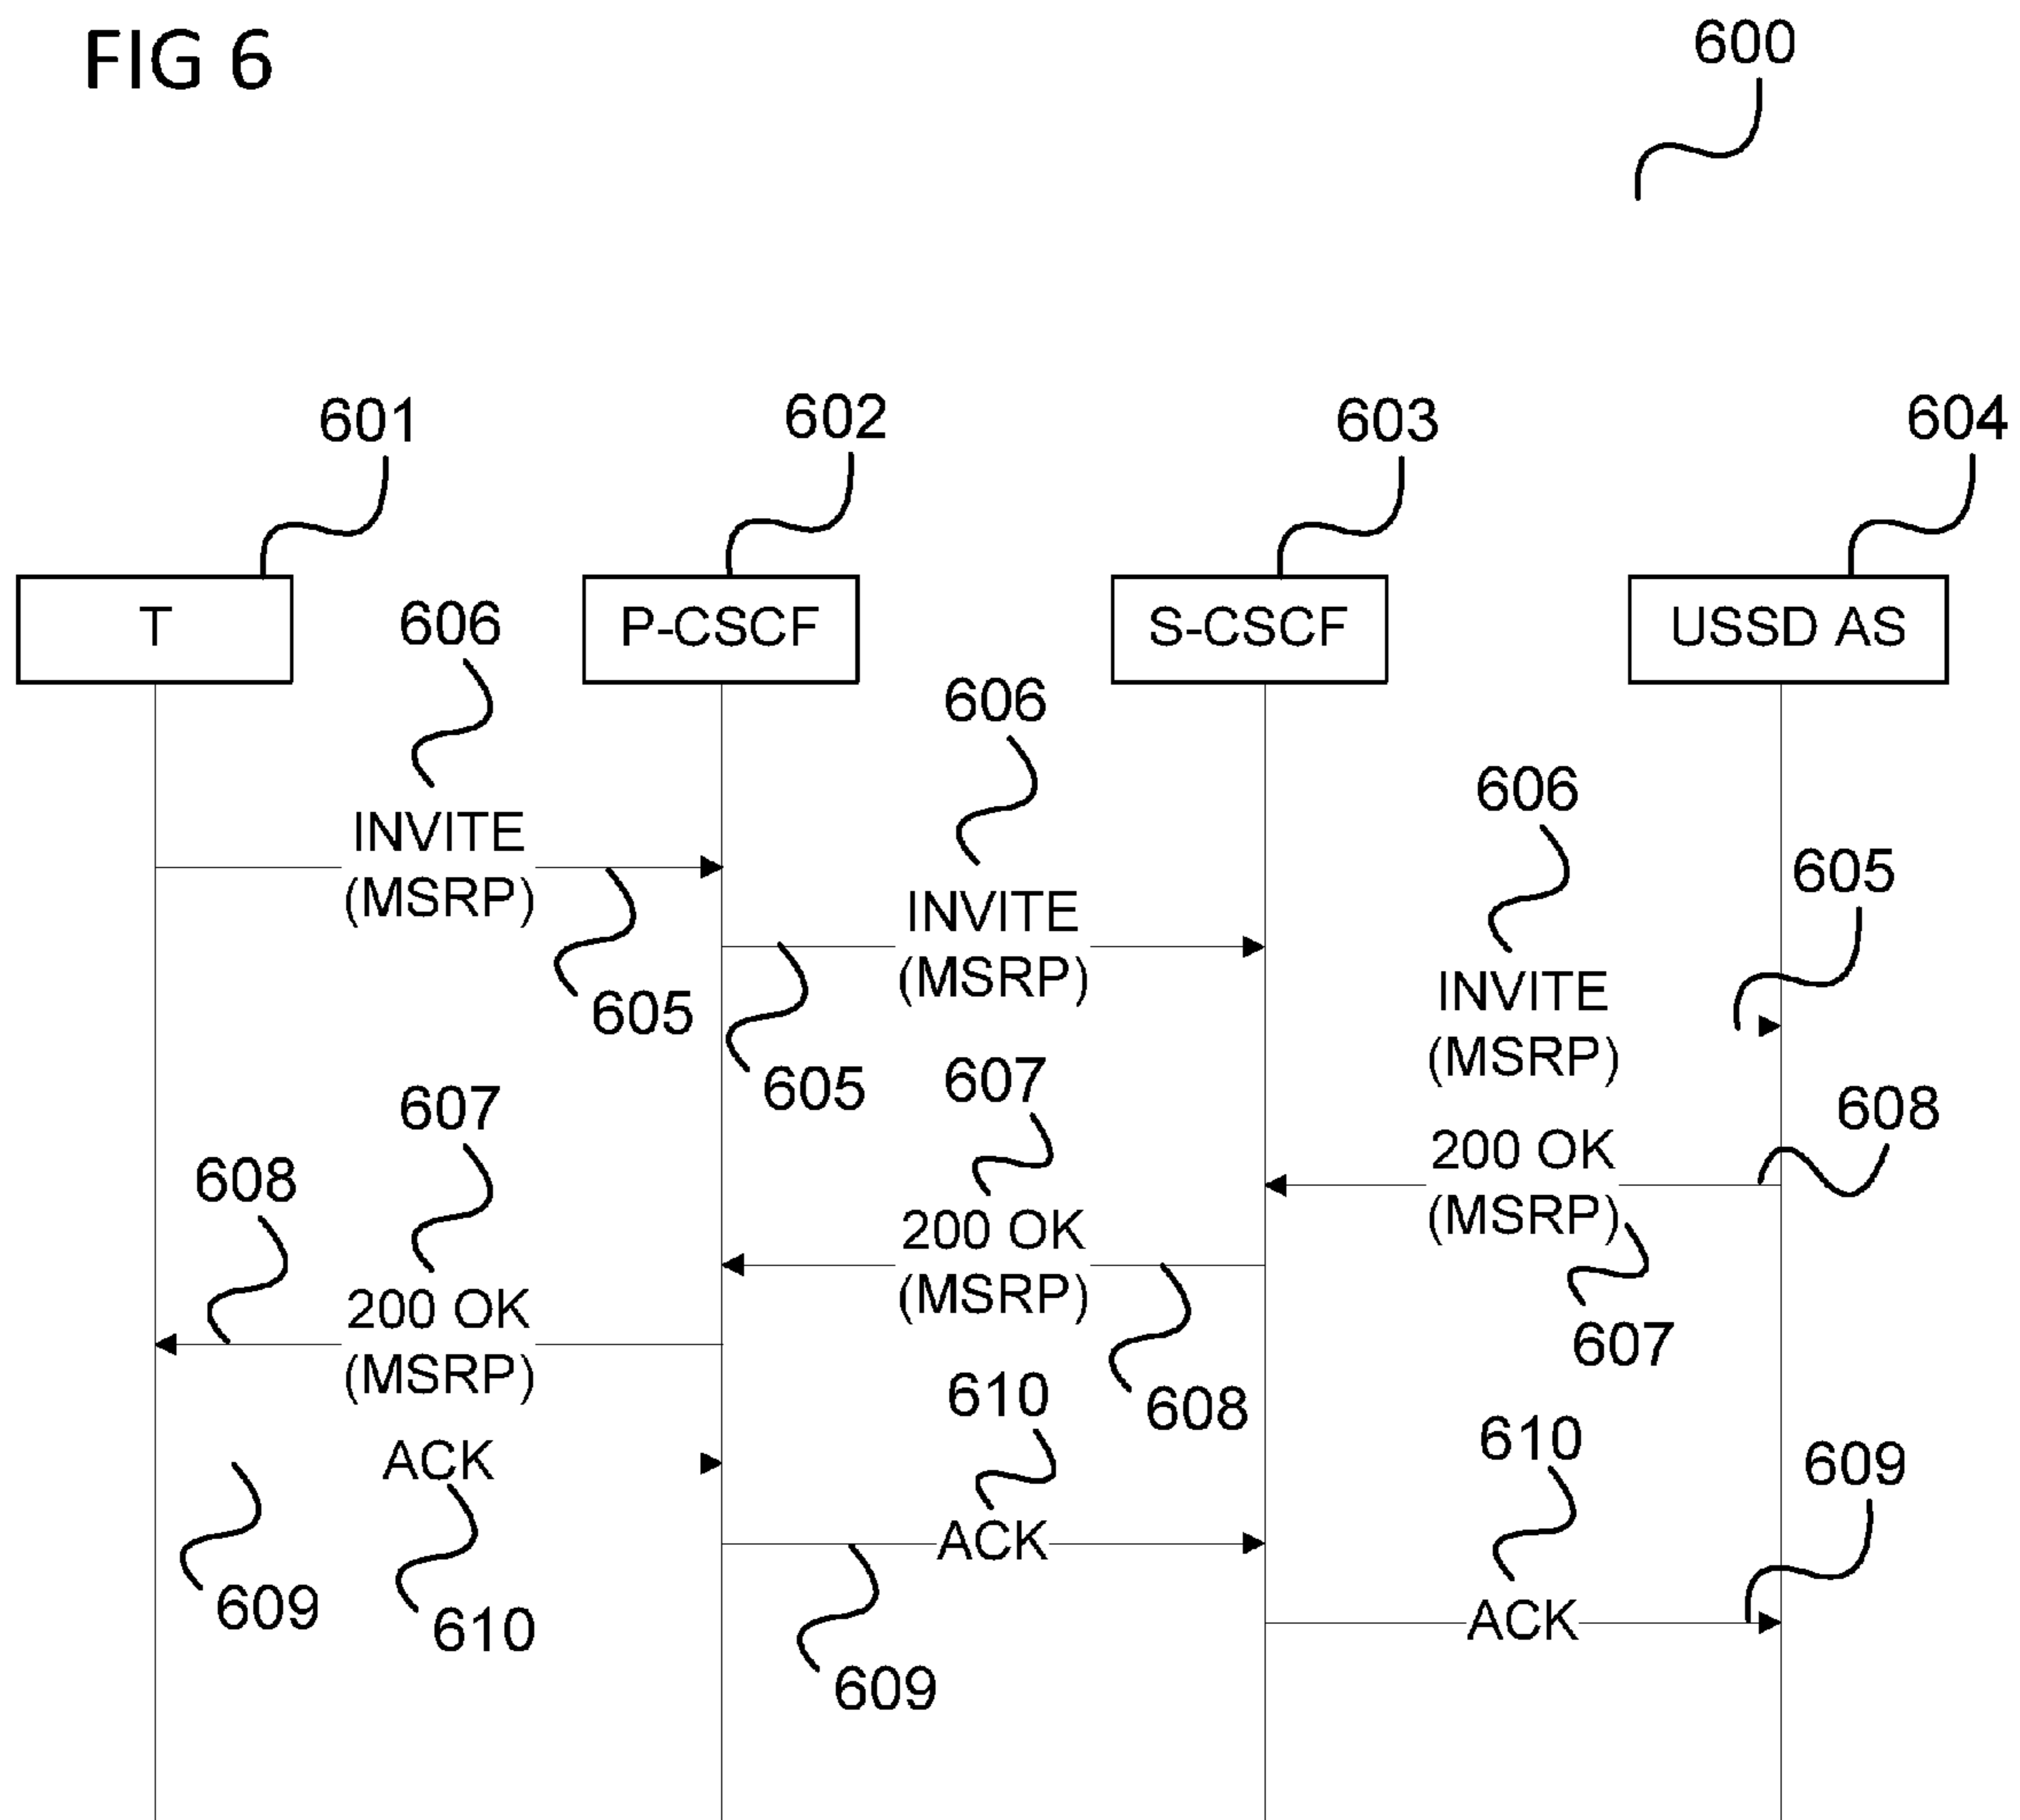 FIG 6
600
601
602
603
604
T
P-CSCF
S-CSCF
USSD AS
606
606
606
INVITE
(MSRP)
605
605
INVITE
(MSRP)
INVITE
(MSRP)
605
607
607
608
200 OK
(MSRP)
608
200 OK
(MSRP)
200 OK
(MSRP)
607
610
608
610
609
ACK
ACK
609
610
ACK
609